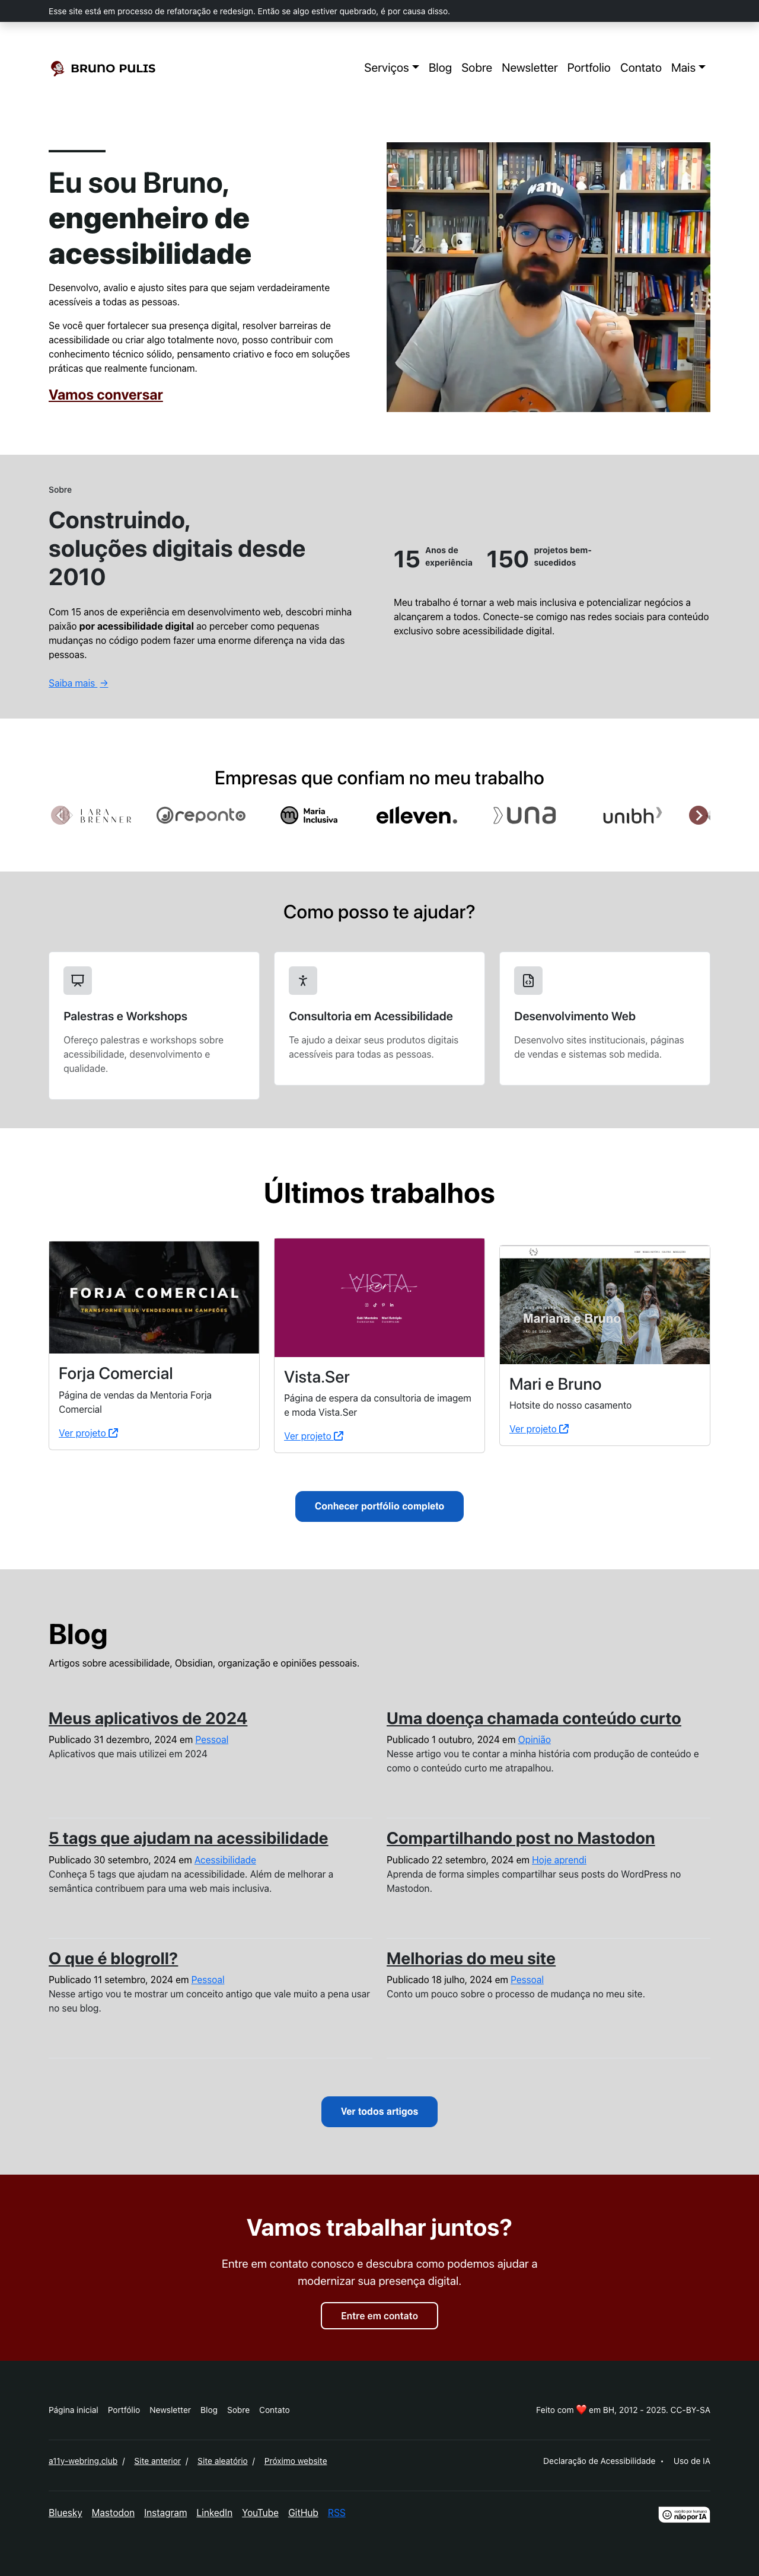 Esse site está em processo de refatoração e redesign. Então se algo estiver quebrado, é por causa disso.
BRUNO PULIS
Serviços Blog Sobre Newsletter Portfolio Contato Mais
Eu sou Bruno,
engenheiro de
acessibilidade
Desenvolvo, avalio e ajusto sites para que sejam verdadeiramente
acessíveis a todas as pessoas.
Se você quer fortalecer sua presença digital, resolver barreiras de
acessibilidade ou criar algo totalmente novo, posso contribuir com
conhecimento técnico sólido, pensamento criativo e foco em soluções
práticas que realmente funcionam.
Vamos conversar
#a11y
Sobre
Construindo,
soluções digitais desde
2010
Com 15 anos de experiência em desenvolvimento web, descobri minha
paixão por acessibilidade digital ao perceber como pequenas
mudanças no código podem fazer uma enorme diferença na vida das
pessoas.
Saiba mais →
15 Anos de
experiência
150 projetos bem-
sucedidos
Meu trabalho é tornar a web mais inclusiva e potencializar negócios a
alcançarem a todos. Conecte-se comigo nas redes sociais para conteúdo
exclusivo sobre acessibilidade digital.
Empresas que confiam no meu trabalho
LARA
BRENNER
reponto
m Maria
Inclusiva
elleven.
una
unibh
Como posso te ajudar?
Palestras e Workshops
Ofereço palestras e workshops sobre
acessibilidade, desenvolvimento e
qualidade.
Consultoria em Acessibilidade
Te ajudo a deixar seus produtos digitais
acessíveis para todas as pessoas.
Desenvolvimento Web
Desenvolvo sites institucionais, páginas
de vendas e sistemas sob medida.
Últimos trabalhos
FORJA COMERCIAL
TRANSFORME SEUS VENDEDORES EM CAMPEÕES
Forja Comercial
Página de vendas da Mentoria Forja
Comercial
Ver projeto
VISTA
Vista.Ser
Página de espera da consultoria de imagem
e moda Vista.Ser
Ver projeto
Mariana e Bruno
Mari e Bruno
Hotsite do nosso casamento
Ver projeto
Conhecer portfólio completo
Blog
Artigos sobre acessibilidade, Obsidian, organização e opiniões pessoais.
Meus aplicativos de 2024
Publicado 31 dezembro, 2024 em Pessoal
Aplicativos que mais utilizei em 2024
Uma doença chamada conteúdo curto
Publicado 1 outubro, 2024 em Opinião
Nesse artigo vou te contar a minha história com produção de conteúdo e
como o conteúdo curto me atrapalhou.
5 tags que ajudam na acessibilidade
Publicado 30 setembro, 2024 em Acessibilidade
Conheça 5 tags que ajudam na acessibilidade. Além de melhorar a
semântica contribuem para uma web mais inclusiva.
Compartilhando post no Mastodon
Publicado 22 setembro, 2024 em Hoje aprendi
Aprenda de forma simples compartilhar seus posts do WordPress no
Mastodon.
O que é blogroll?
Publicado 11 setembro, 2024 em Pessoal
Nesse artigo vou te mostrar um conceito antigo que vale muito a pena usar
no seu blog.
Melhorias do meu site
Publicado 18 julho, 2024 em Pessoal
Conto um pouco sobre o processo de mudança no meu site.
Ver todos artigos
Vamos trabalhar juntos?
Entre em contato conosco e descubra como podemos ajudar a
modernizar sua presença digital.
Entre em contato
Página inicial Portfólio Newsletter Blog Sobre Contato
Feito com ❤️ em BH, 2012 - 2025. CC-BY-SA
a11y-webring.club / Site anterior / Site aleatório / Próximo website
Declaração de Acessibilidade • Uso de IA
Bluesky Mastodon Instagram LinkedIn YouTube GitHub RSS
não por IA